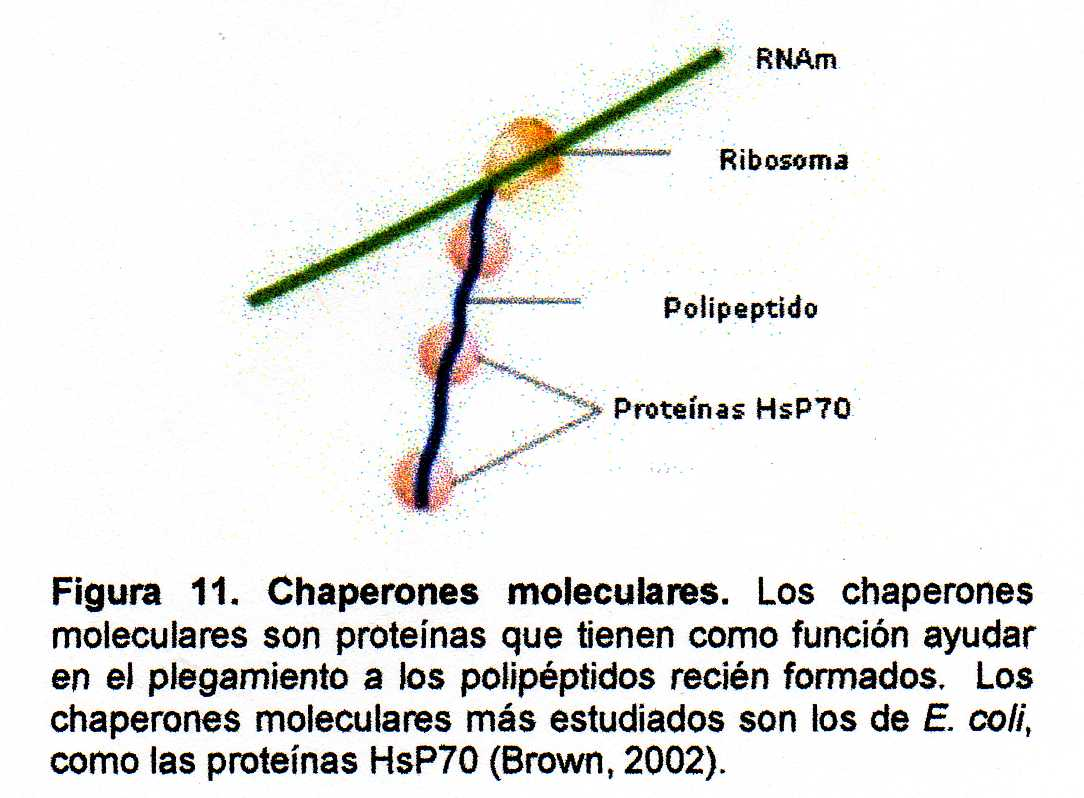 RNAm
Ribosoma
Polipeptido
Proteínas HsP70
Figura 11. Chaperones moleculares. Los chaperones
moleculares son proteínas que tienen como función ayudar
en el plegamiento a los polipéptidos recién formados. Los
chaperones moleculares más estudiados son los de E. coli,
como las proteínas HsP70 (Brown, 2002).